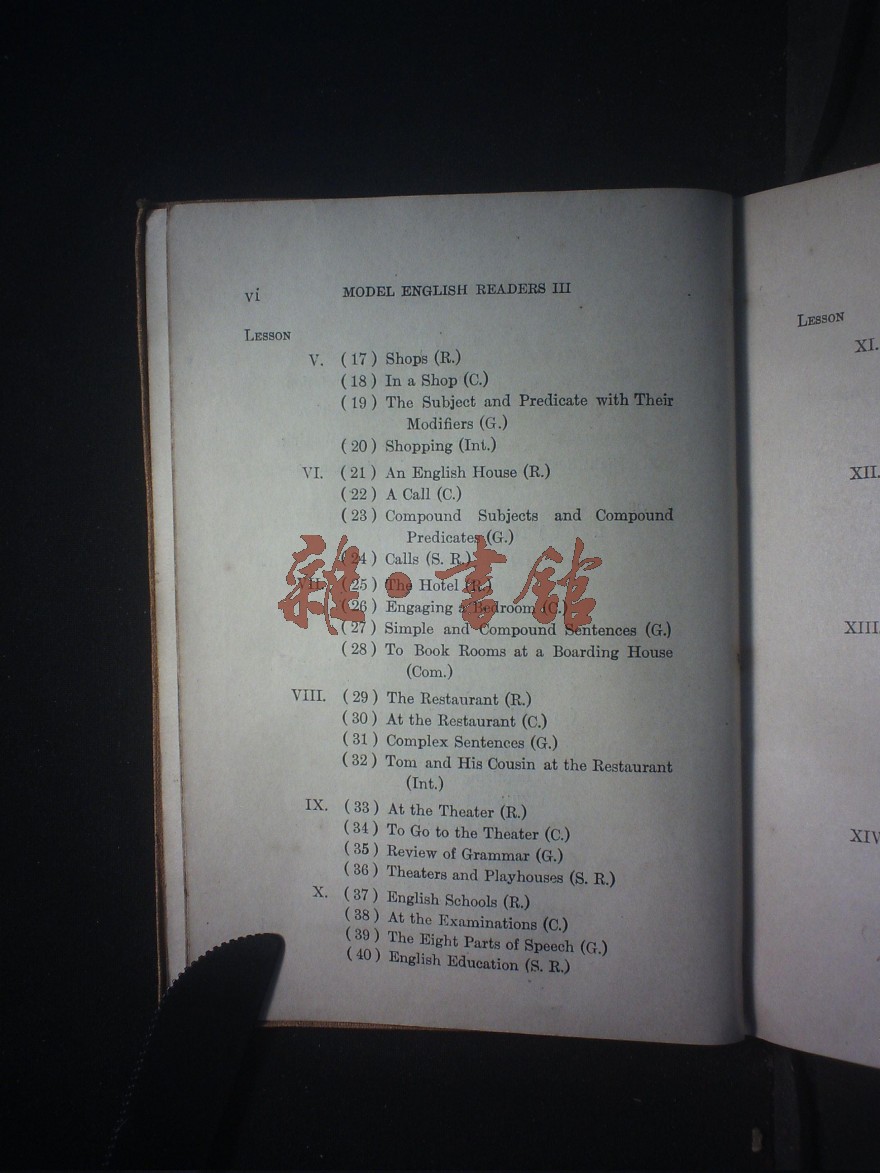 vi MODEL ENGLISH READERS III
LESSON
V. (17) Shops (R.)
(18) In a Shop (C.)
(19) The Subject and Predicate with Their
Modifiers (G.)
(20) Shopping (Int.)
VI. (21) An English House (R.)
(22) A Call (C.)
(23) Compound Subjects and Compound
Predicates (G.)
(24) Calls (S. R.)
VII. (25) The Hotel (R.)
(26) Engaging a Bedroom (C.)
(27) Simple and Compound Sentences (G.)
(28) To Book Rooms at a Boarding House
(Com.)
VIII. (29) The Restaurant (R.)
(30) At the Restaurant (C.)
(31) Complex Sentences (G.)
(32) Tom and His Cousin at the Restaurant
(Int.)
IX. (33) At the Theater (R.)
(34) To Go to the Theater (C.)
(35) Review of Grammar (G.)
(36) Theaters and Playhouses (S. R.)
X. (37) English Schools (R.)
(38) At the Examinations (C.)
(39) The Eight Parts of Speech (G.)
(40) English Education (S. R.)
雜·書館
LESSON
XI.
XII.
XIII.
XIV